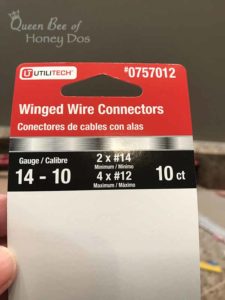 Queen Bee of
Honey Dos
UTILITECH® #0757012
Winged Wire Connectors
Conectores de cables con alas
Gauge / Calibre
14 - 10
2 x #14
Minimum / Mínimo
4 x #12
Maximum / Máximo
10 ct